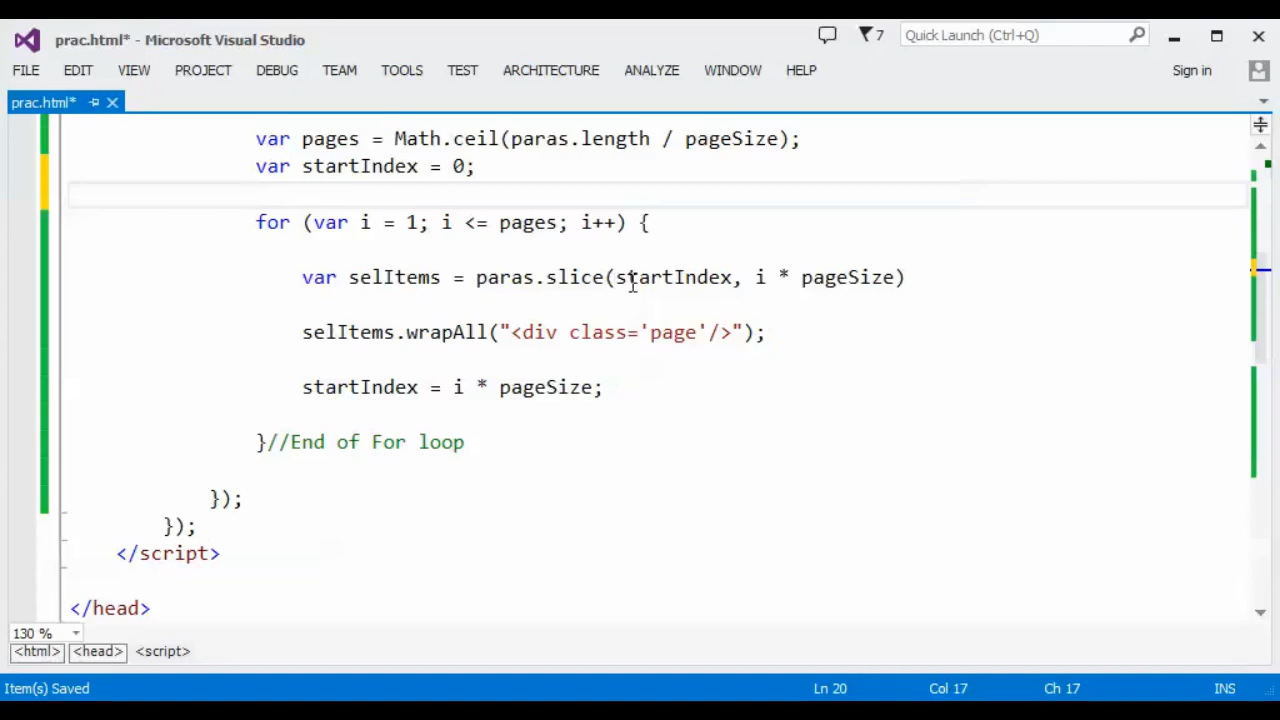 prac.html* - Microsoft Visual Studio
7
Quick Launch (Ctrl+Q)
FILE EDIT VIEW PROJECT DEBUG TEAM TOOLS TEST ARCHITECTURE ANALYZE WINDOW HELP
Sign in
prac.html*
var pages = Math.ceil(paras.length / pageSize);
var startIndex = 0;
for (var i = 1; i <= pages; i++) {
var selItems = paras.slice(startIndex, i * pageSize)
selItems.wrapAll("<div class='page'/>");
startIndex = i * pageSize;
}//End of For loop
});
});
</script>
</head>
130 %
<html> <head> <script>
Item(s) Saved
Ln 20 Col 17 Ch 17 INS